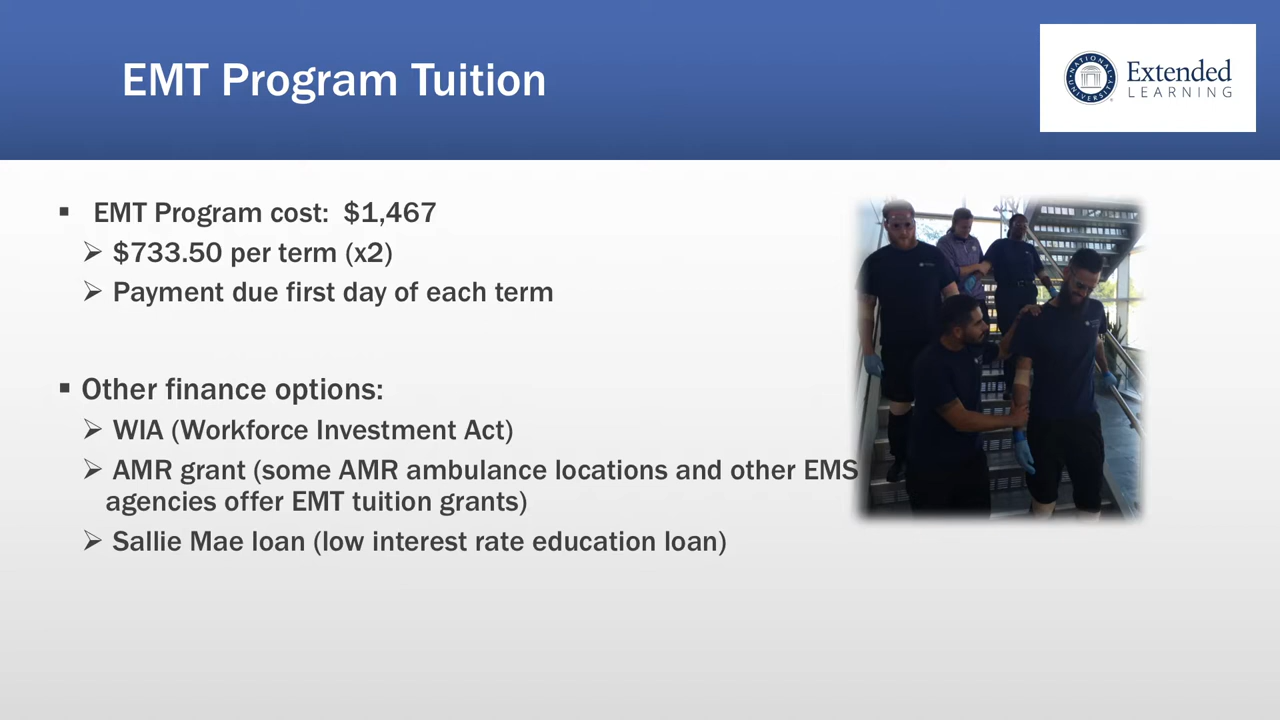 EMT Program Tuition
NATIONAL UNIVERSITY
Extended
LEARNING
▪ EMT Program cost:  $1,467
➢ $733.50 per term (x2)
➢ Payment due first day of each term
▪ Other finance options:
➢ WIA (Workforce Investment Act)
➢ AMR grant (some AMR ambulance locations and other EMS
agencies offer EMT tuition grants)
➢ Sallie Mae loan (low interest rate education loan)